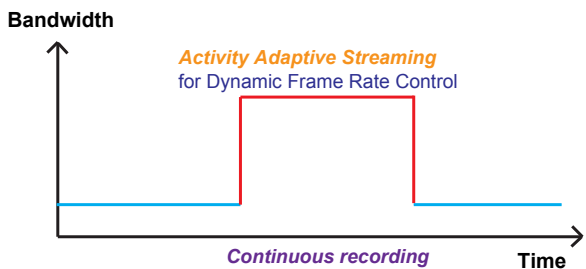 Bandwidth
Activity Adaptive Streaming
for Dynamic Frame Rate Control
Continuous recording
Time